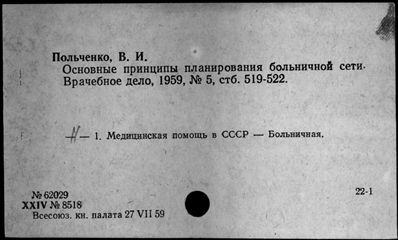 Польченко, В. И.
Основные принципы планирования больничной сети.
Врачебное дело, 1959, № 5, стб. 519-522.
— 1. Медицинская помощь в СССР — Больничная.
№ 62029
XXIV № 8518
Всесоюз. кн. палата 27 VII 59
22-1